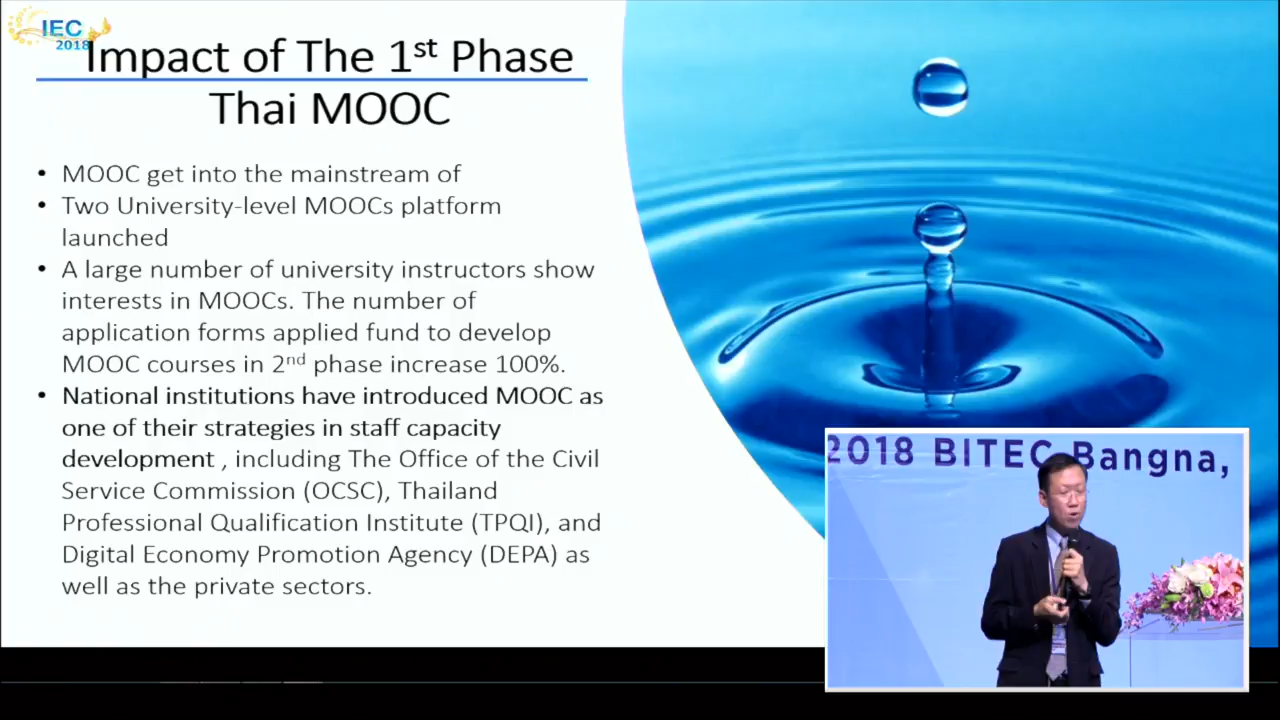 IEC
2018
Impact of The 1st Phase
Thai MOOC
• MOOC get into the mainstream of
• Two University-level MOOCs platform
launched
• A large number of university instructors show
interests in MOOCs. The number of
application forms applied fund to develop
MOOC courses in 2nd phase increase 100%.
• National institutions have introduced MOOC as
one of their strategies in staff capacity
development , including The Office of the Civil
Service Commission (OCSC), Thailand
Professional Qualification Institute (TPQI), and
Digital Economy Promotion Agency (DEPA) as
well as the private sectors.
2018 BITEC Bangna,